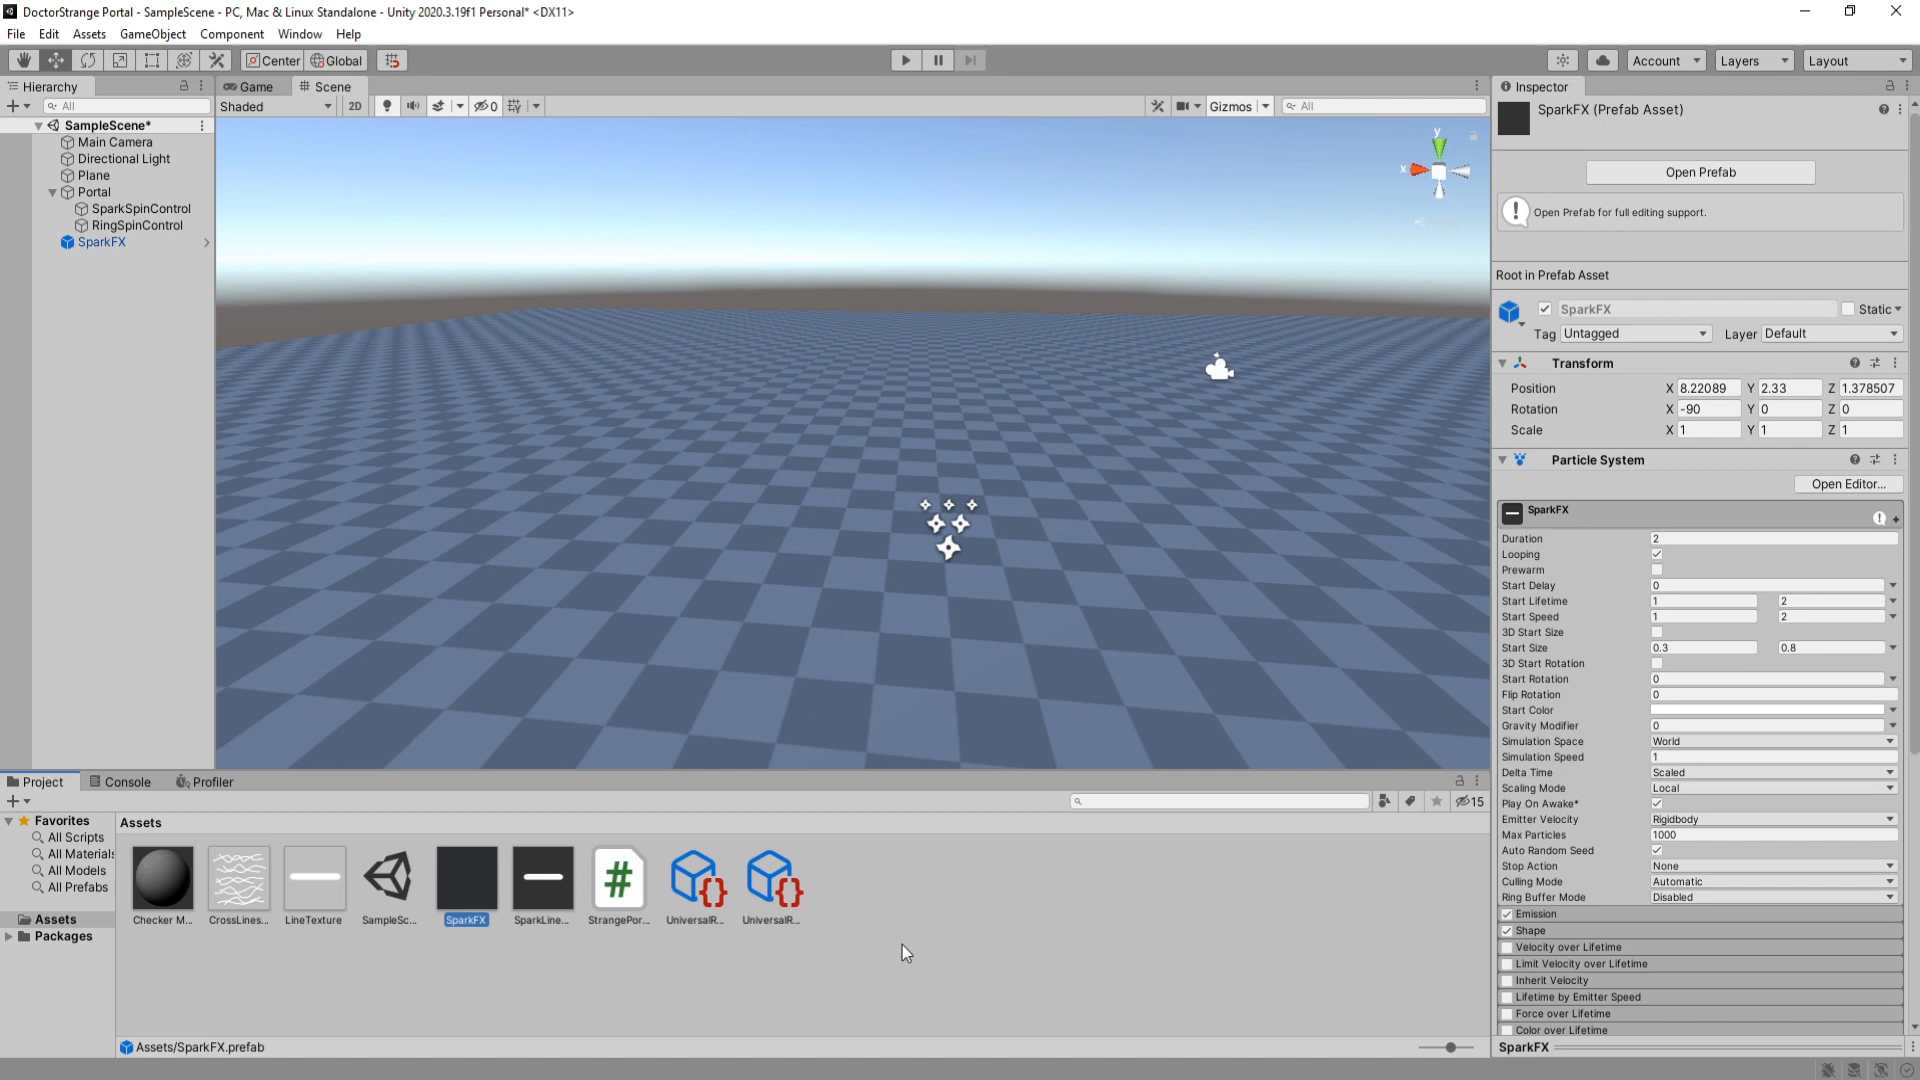 DoctorStrange Portal - SampleScene - PC, Mac & Linux Standalone - Unity 2020.3.19f1 Personal* <DX11>
File Edit Assets GameObject Component Window Help
Center Global Account Layers Layout
Hierarchy
All
SampleScene*
Main Camera
Directional Light
Plane
Portal
SparkSpinControl
RingSpinControl
SparkFX
Game Scene
Shaded 2D 0 Gizmos All
y
x
Inspector
SparkFX (Prefab Asset)
Open Prefab
Open Prefab for full editing support.
Root in Prefab Asset
SparkFX Static
Tag Untagged Layer Default
Transform
Position X 8.22089 Y 2.33 Z 1.378507
Rotation X -90 Y 0 Z 0
Scale X 1 Y 1 Z 1
Particle System
Open Editor...
SparkFX
Duration 2
Looping
Prewarm
Start Delay 0
Start Lifetime 1 2
Start Speed 1 2
3D Start Size
Start Size 0.3 0.8
3D Start Rotation
Start Rotation 0
Flip Rotation 0
Start Color
Gravity Modifier 0
Simulation Space World
Simulation Speed 1
Delta Time Scaled
Scaling Mode Local
Play On Awake*
Emitter Velocity Rigidbody
Max Particles 1000
Auto Random Seed
Stop Action None
Culling Mode Automatic
Ring Buffer Mode Disabled
Emission
Shape
Velocity over Lifetime
Limit Velocity over Lifetime
Inherit Velocity
Lifetime by Emitter Speed
Force over Lifetime
Color over Lifetime
SparkFX
Project Console Profiler
15
Favorites
All Scripts
All Materials
All Models
All Prefabs
Assets
Packages
Assets
Checker M... CrossLines... LineTexture SampleSc... SparkFX SparkLine... StrangePor... UniversalR... UniversalR...
Assets/SparkFX.prefab